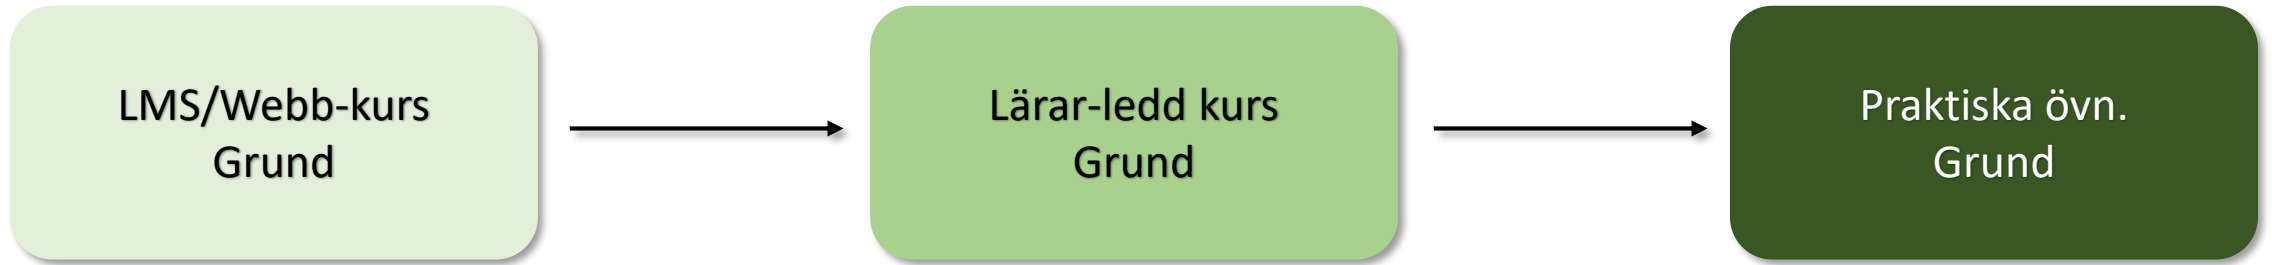 LMS/Webb-kurs
Grund
Lärar-ledd kurs
Grund
Praktiska övn.
Grund